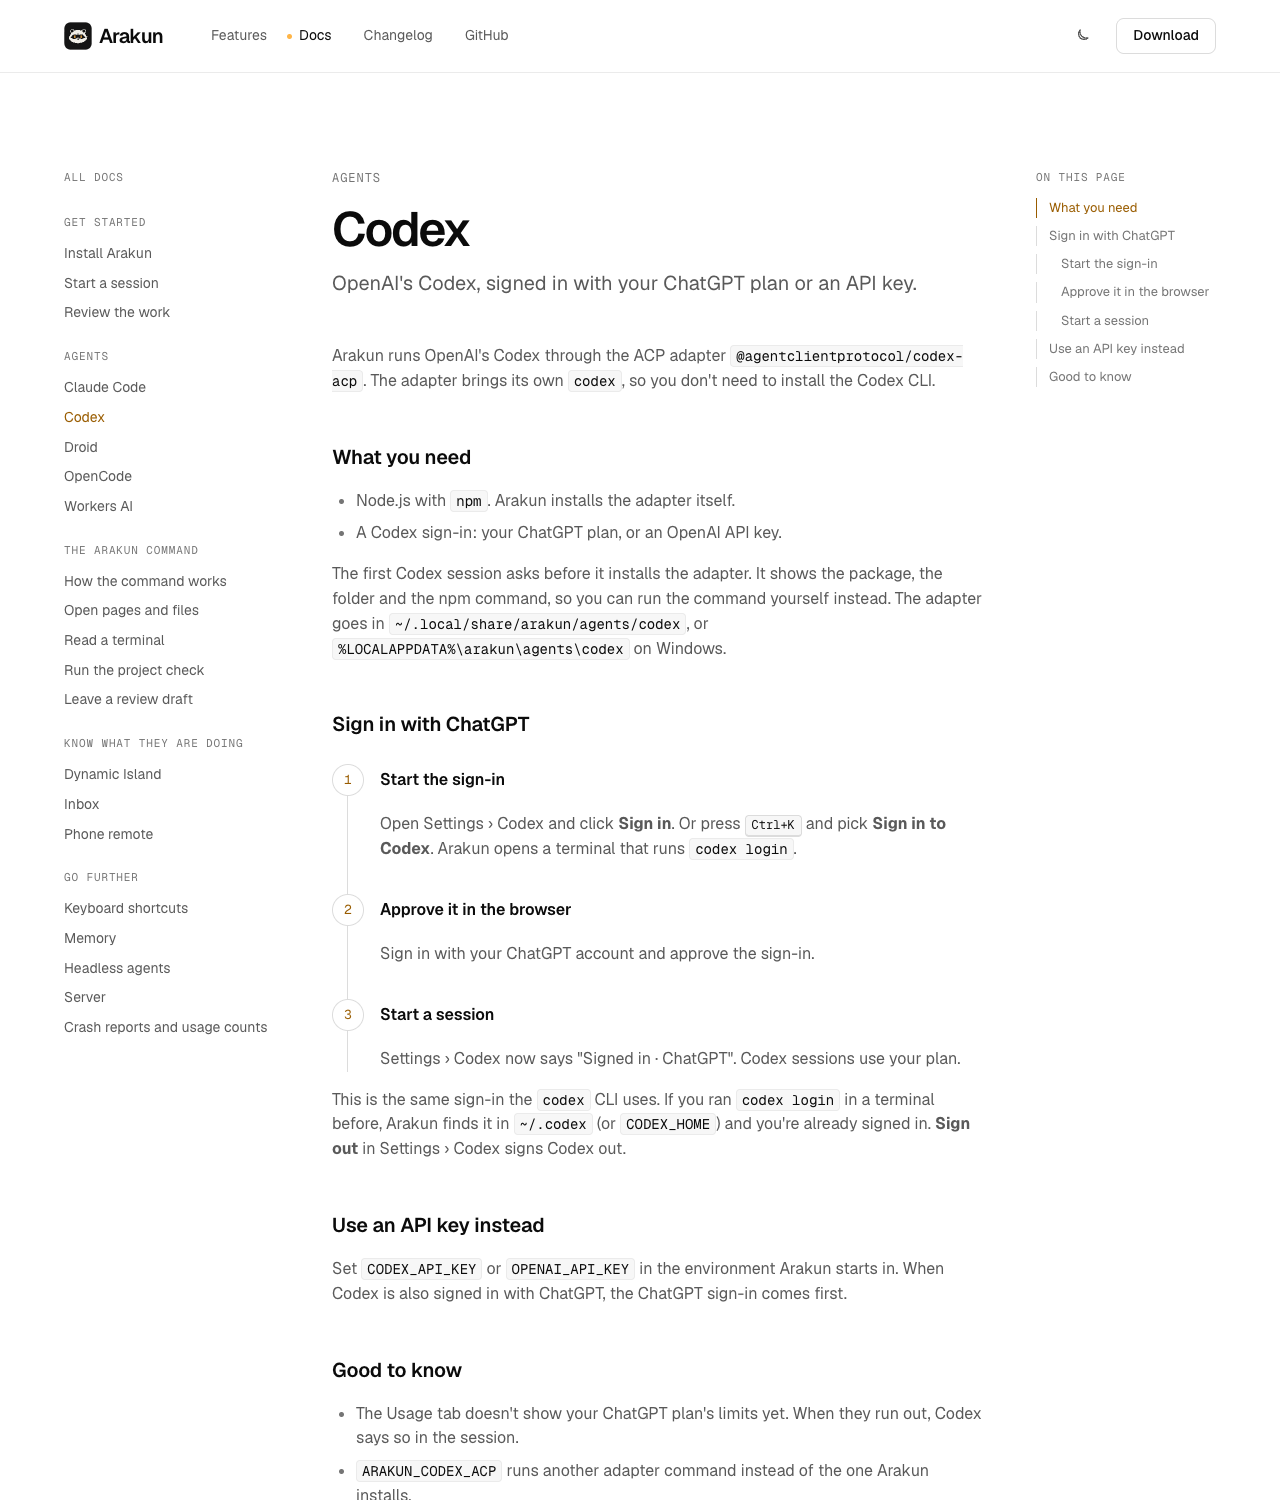 Arakun
Features
Docs
Changelog
GitHub
Download
ALL DOCS
GET STARTED
Install Arakun
Start a session
Review the work
AGENTS
Claude Code
Codex
Droid
OpenCode
Workers AI
THE ARAKUN COMMAND
How the command works
Open pages and files
Read a terminal
Run the project check
Leave a review draft
KNOW WHAT THEY ARE DOING
Dynamic Island
Inbox
Phone remote
GO FURTHER
Keyboard shortcuts
Memory
Headless agents
Server
Crash reports and usage counts
AGENTS
Codex
OpenAI's Codex, signed in with your ChatGPT plan or an API key.
Arakun runs OpenAI's Codex through the ACP adapter @agentclientprotocol/codex-
acp. The adapter brings its own codex, so you don't need to install the Codex CLI.
What you need
• Node.js with npm. Arakun installs the adapter itself.
• A Codex sign-in: your ChatGPT plan, or an OpenAI API key.
The first Codex session asks before it installs the adapter. It shows the package, the
folder and the npm command, so you can run the command yourself instead. The adapter
goes in ~/.local/share/arakun/agents/codex, or
%LOCALAPPDATA%\arakun\agents\codex on Windows.
Sign in with ChatGPT
1 Start the sign-in
Open Settings › Codex and click Sign in. Or press Ctrl+K and pick Sign in to
Codex. Arakun opens a terminal that runs codex login.
2 Approve it in the browser
Sign in with your ChatGPT account and approve the sign-in.
3 Start a session
Settings › Codex now says "Signed in · ChatGPT". Codex sessions use your plan.
This is the same sign-in the codex CLI uses. If you ran codex login in a terminal
before, Arakun finds it in ~/.codex (or CODEX_HOME) and you're already signed in. Sign
out in Settings › Codex signs Codex out.
Use an API key instead
Set CODEX_API_KEY or OPENAI_API_KEY in the environment Arakun starts in. When
Codex is also signed in with ChatGPT, the ChatGPT sign-in comes first.
Good to know
• The Usage tab doesn't show your ChatGPT plan's limits yet. When they run out, Codex
says so in the session.
• ARAKUN_CODEX_ACP runs another adapter command instead of the one Arakun
installs.
ON THIS PAGE
What you need
Sign in with ChatGPT
Start the sign-in
Approve it in the browser
Start a session
Use an API key instead
Good to know